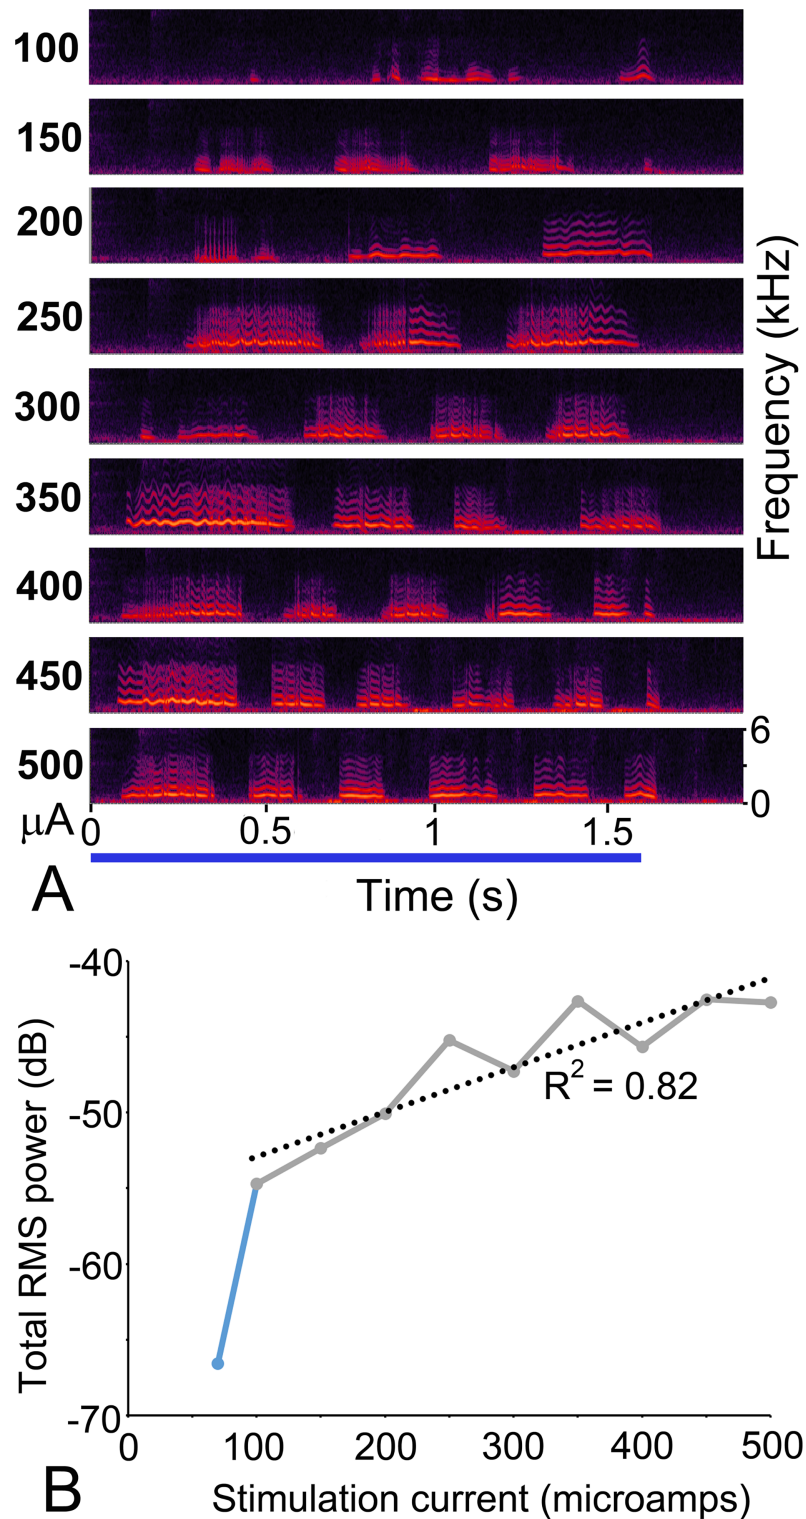 100
150
200
250
300
350
400
450
500
Frequency (kHz)
6
0
μA
0 0.5 1 1.5
A
Time (s)
-40
-50
-60
-70
Total RMS power (dB)
R2 = 0.82
0 100 200 300 400 500
B
Stimulation current (microamps)